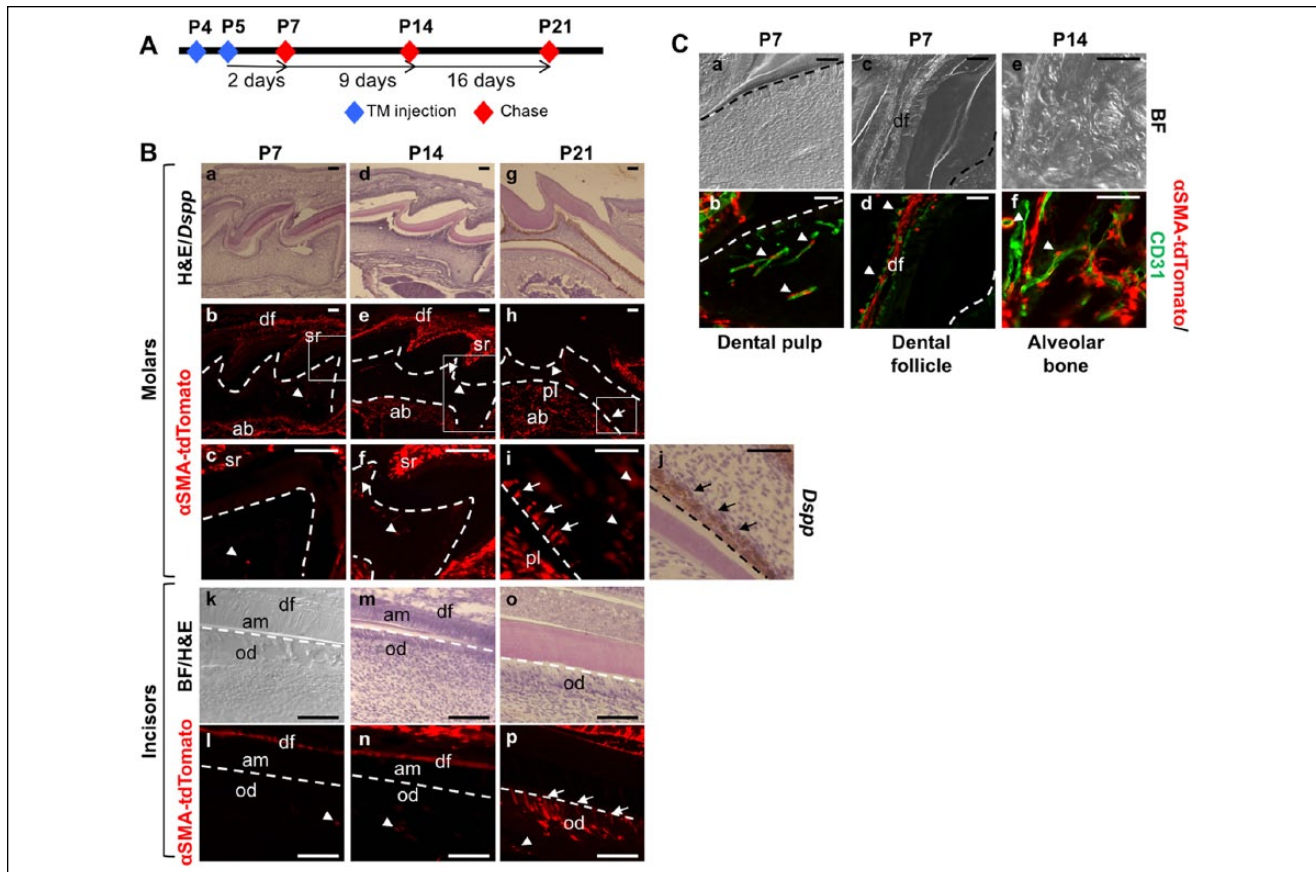 A
P4 P5 P7 P14 P21
2 days 9 days 16 days
TM injection Chase
B
P7 P14 P21
Molars
H&E/Dspp
a d g
αSMA-tdTomato
b df e df h
sr sr
ab ab pl
ab
c sr f sr i j
pl
Dspp
Incisors
BF/H&E
k df m df o
am am
od od od
αSMA-tdTomato
l df n df p
am am
od od od
C
P7 P7 P14
a c e
df
BF
b d f
df
αSMA-tdTomato/
CD31
Dental pulp Dental
follicle Alveolar
bone